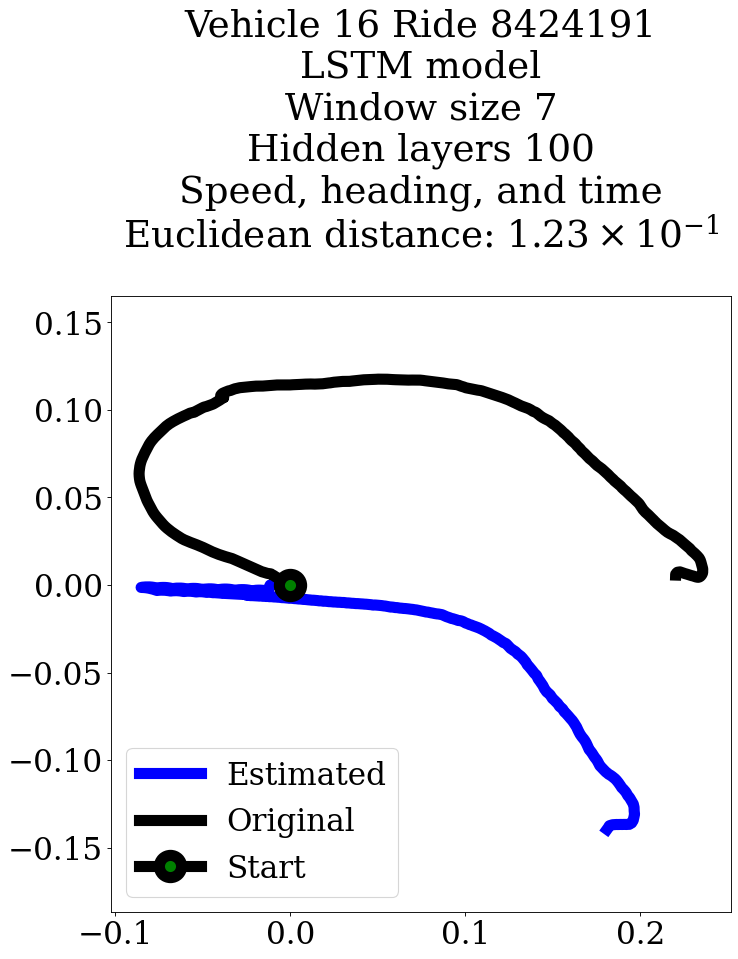 Vehicle 16 Ride 8424191
LSTM model
Window size 7
Hidden layers 100
Speed, heading, and time
Euclidean distance: 1.23 × 10⁻¹
0.15
0.10
0.05
0.00
−0.05
−0.10
−0.15
Estimated
Original
Start
−0.1
0.0
0.1
0.2